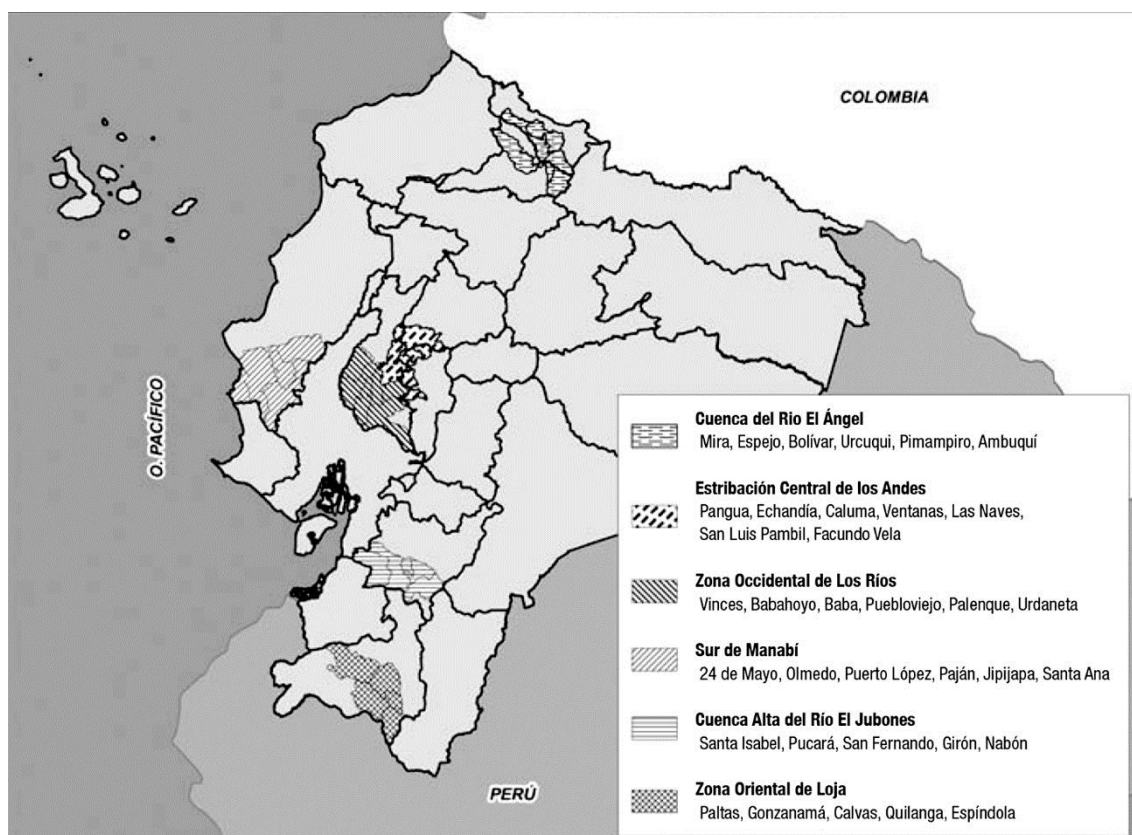 COLOMBIA
O. PACÍFICO
PERÚ
Cuenca del Rio El Ángel
Mira, Espejo, Bolívar, Urcuqui, Pimampiro, Ambuquí
Estribación Central de los Andes
Pangua, Echandía, Caluma, Ventanas, Las Naves,
San Luis Pambil, Facundo Vela
Zona Occidental de Los Ríos
Vinces, Babahoyo, Baba, Puebloviejo, Palenque, Urdaneta
Sur de Manabí
24 de Mayo, Olmedo, Puerto López, Paján, Jipijapa, Santa Ana
Cuenca Alta del Río El Jubones
Santa Isabel, Pucará, San Fernando, Girón, Nabón
Zona Oriental de Loja
Paltas, Gonzanamá, Calvas, Quilanga, Espíndola